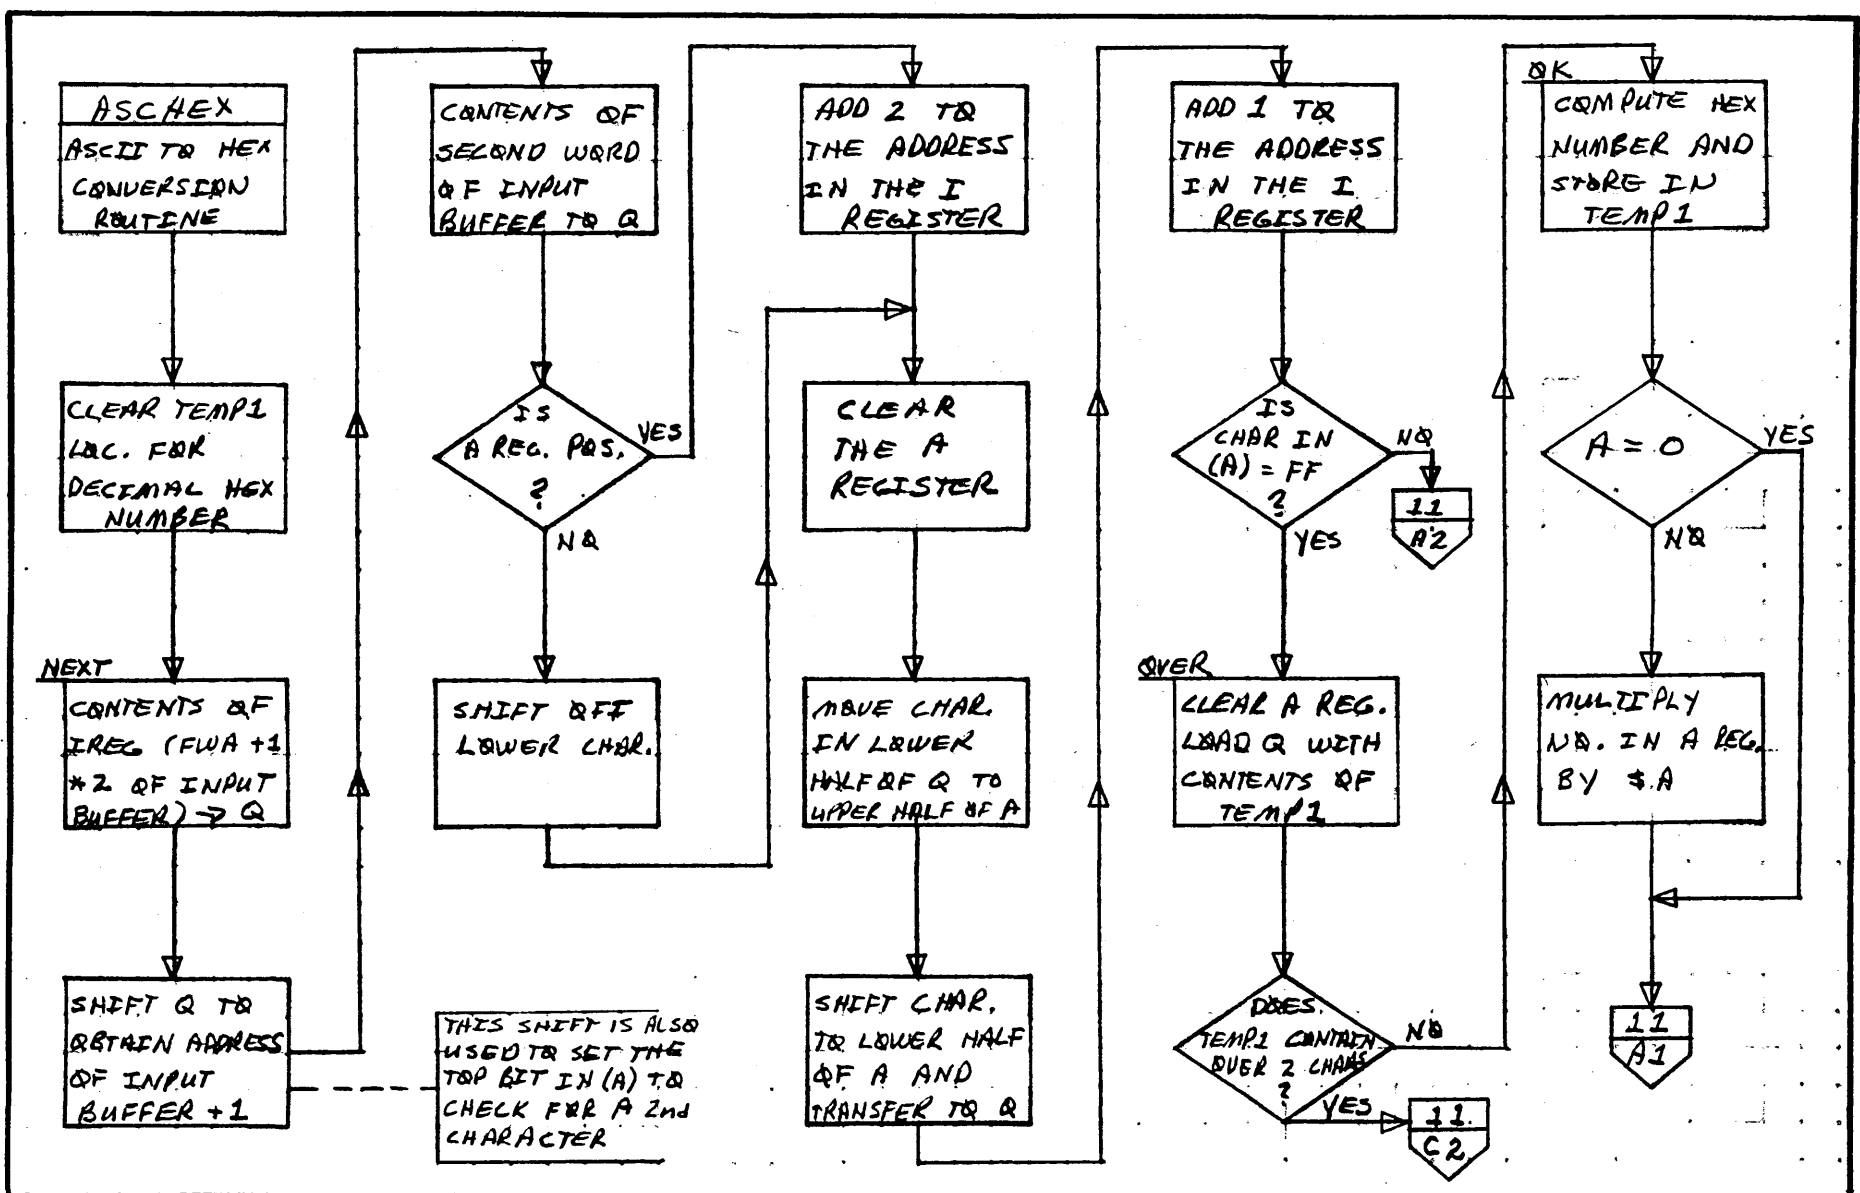 ASCHEX
ASCII TO HEX
CONVERSION
ROUTINE
CLEAR TEMP1
LOC. FOR
DECIMAL HEX
NUMBER
NEXT
CONTENTS OF
IREG (FWA +1
*2 OF INPUT
BUFFER) → Q
SHIFT Q TO
OBTAIN ADDRESS
OF INPUT
BUFFER +1
CONTENTS OF
SECOND WORD
OF INPUT
BUFFER TO Q
IS
A REG. POS.
?
YES
NO
SHIFT OFF
LOWER CHAR.
THIS SHIFT IS ALSO
USED TO SET THE
TOP BIT IN (A) TO
CHECK FOR A 2nd
CHARACTER
ADD 2 TO
THE ADDRESS
IN THE I
REGISTER
CLEAR
THE A
REGISTER
MOVE CHAR.
IN LOWER
HALF OF Q TO
UPPER HALF OF A
SHIFT CHAR.
TO LOWER HALF
OF A AND
TRANSFER TO Q
ADD 1 TO
THE ADDRESS
IN THE I
REGISTER
IS
CHAR IN
(A) = FF
?
NO
11
A2
YES
OVER
CLEAR A REG.
LOAD Q WITH
CONTENTS OF
TEMP1
DOES
TEMP1 CONTAIN
OVER 2 CHARS
?
NO
YES
11
C2
OK
COMPUTE HEX
NUMBER AND
STORE IN
TEMP1
A = 0
YES
NO
MULTIPLY
NO. IN A REG.
BY $A
11
A1